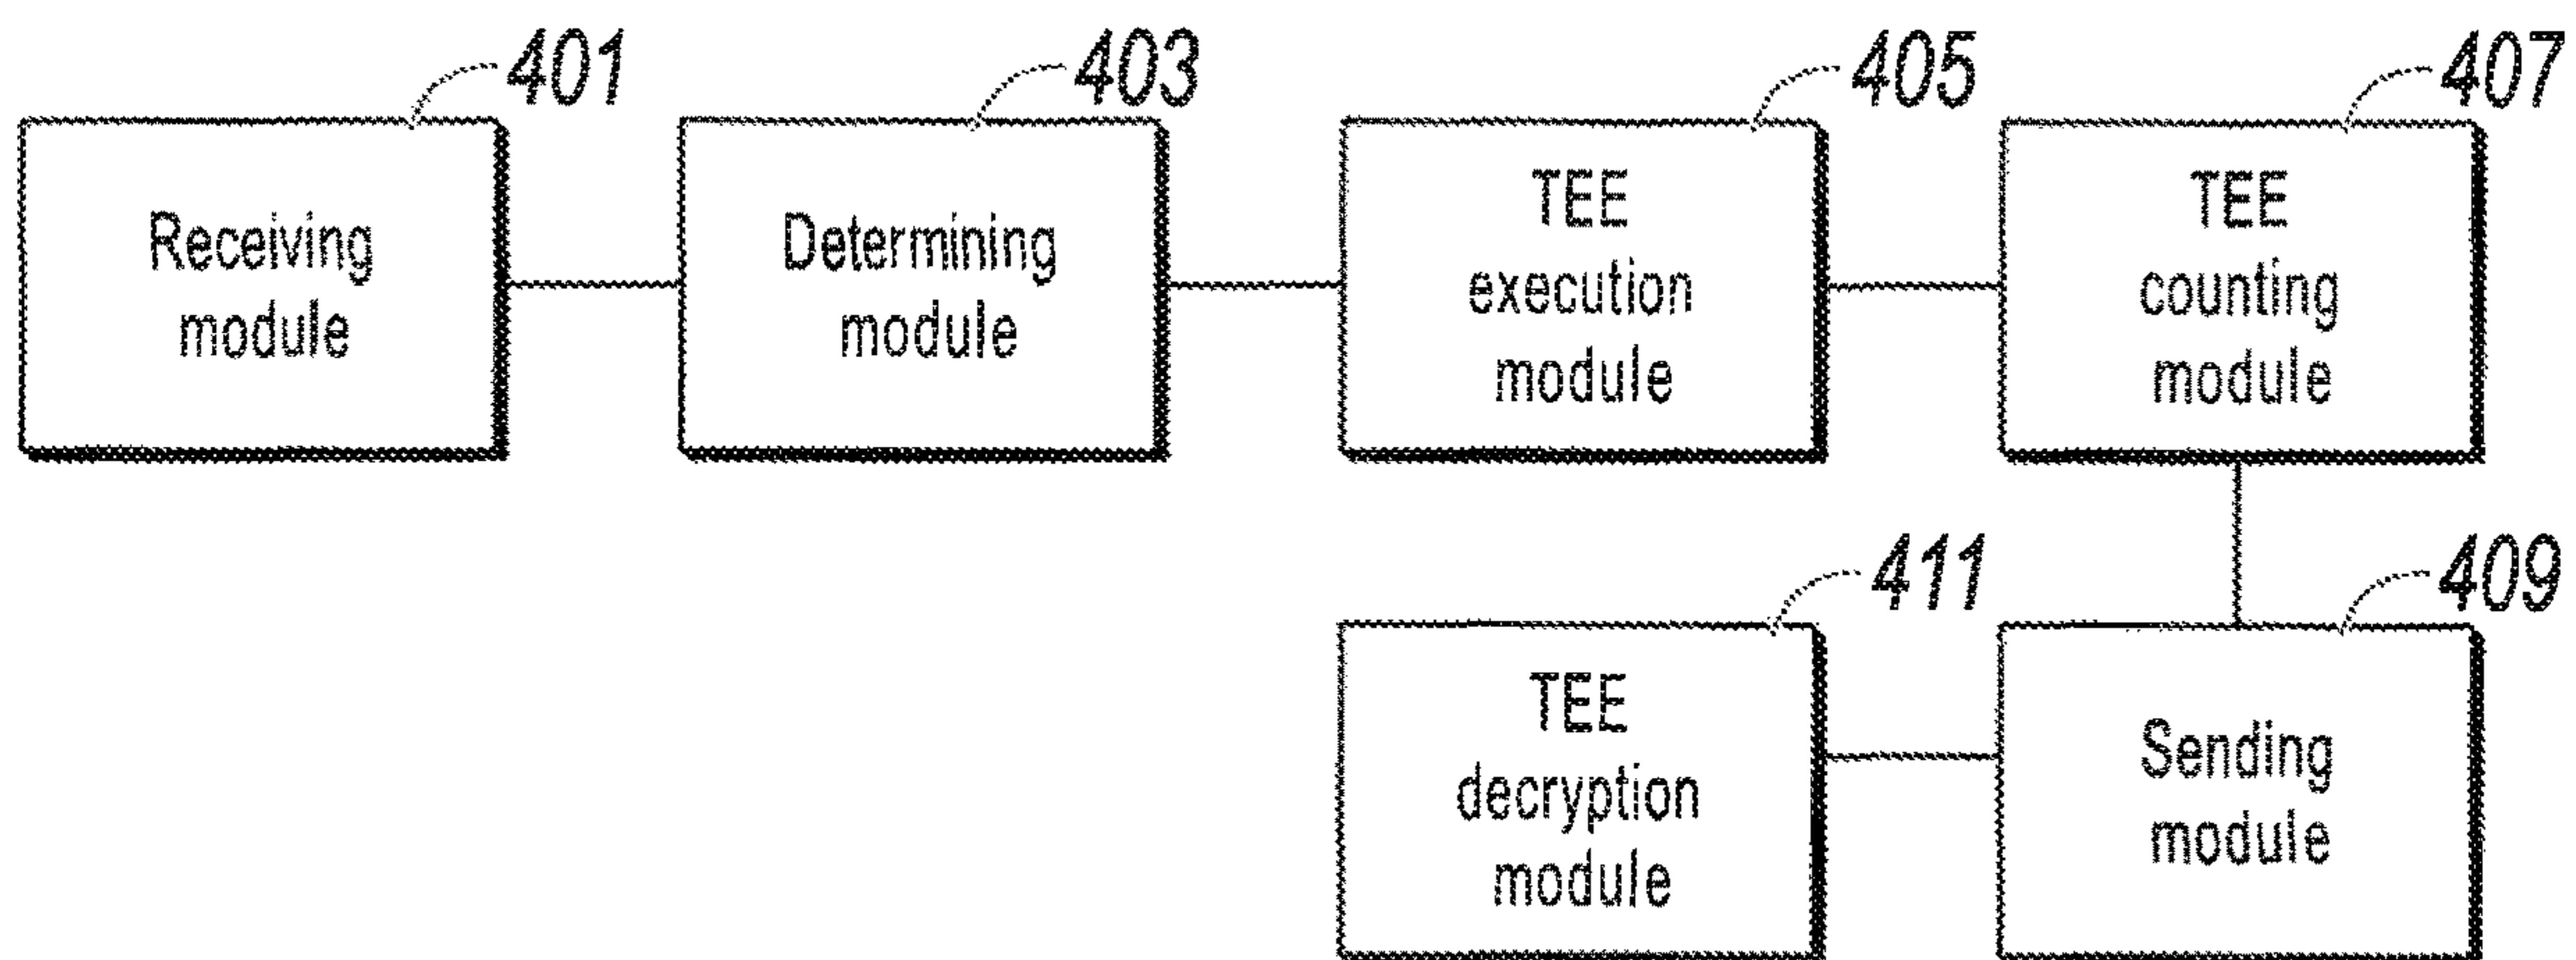 401
403
405
407
Receiving
module
Determining
module
TEE
execution
module
TEE
counting
module
411
409
TEE
decryption
module
Sending
module